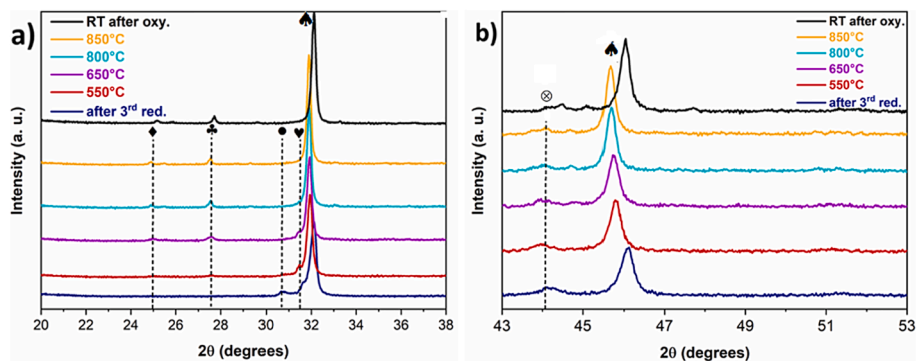 a)
RT after oxy.
850°C
800°C
650°C
550°C
after 3rd red.
Intensity (a. u.)
20 22 24 26 28 30 32 34 36 38
2θ (degrees)
b)
RT after oxy.
850°C
800°C
650°C
550°C
after 3rd red.
Intensity (a. u.)
43 45 47 49 51 53
2θ (degrees)